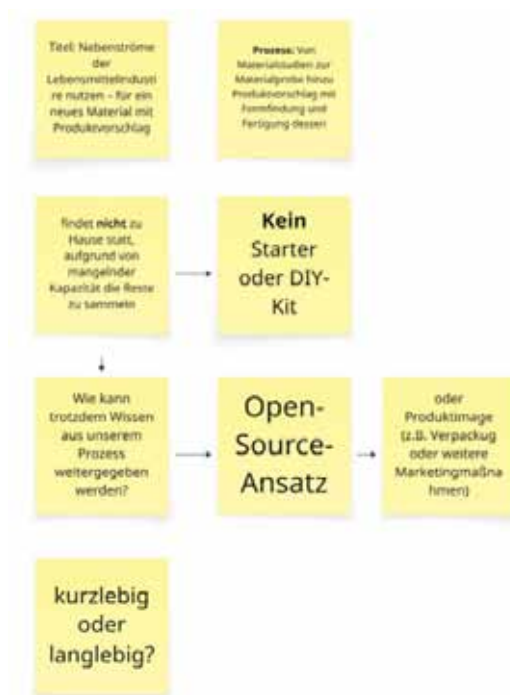 Titel: Nebenströme
der
Lebensmittelindust
re nutzen – für ein
neues Material mit
Produktvorschlag
Prozess: Von
Materialstudien zur
Materialprobe hinzu
Produktvorschlag mit
Formfindung und
Fertigung dessen
findet nicht zu
Hause statt,
aufgrund von
mangelnder
Kapazität die Reste
zu sammeln
Kein
Starter
oder DIY-
Kit
Wie kann
trotzdem Wissen
aus unserem
Prozess
weitergegeben
werden?
Open-
Source-
Ansatz
oder
Produktimage
(z.B. Verpackug
oder weitere
Marketingmaßna
hmen)
kurzlebig
oder
langlebig?